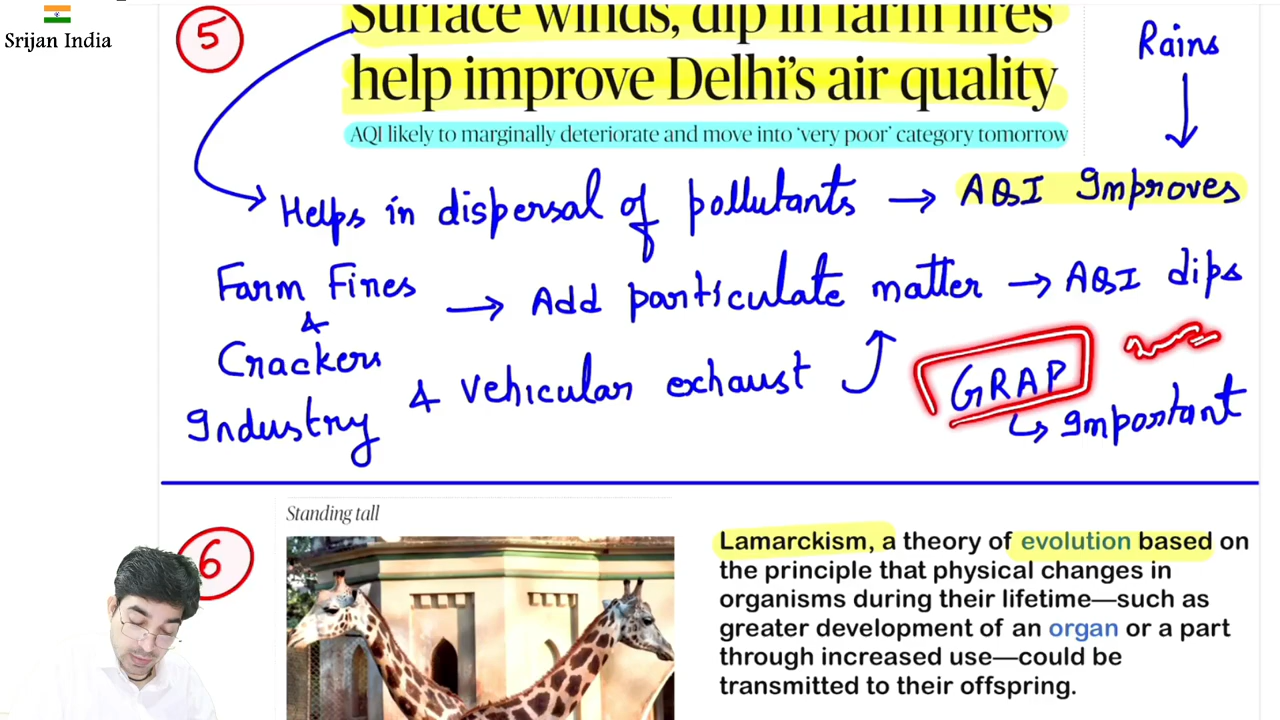 Srijan India
5
Surface winds, dip in farm fires
help improve Delhi's air quality
AQI likely to marginally deteriorate and move into 'very poor' category tomorrow
Rains
Helps in dispersal of pollutants → AQI Improves
Farm Fines
&
Crackers
→ Add particulate matter → AQI dips
Industry & Vehicular exhaust
GRAP
↳ Important
6
Standing tall
Lamarckism, a theory of evolution based on
the principle that physical changes in
organisms during their lifetime—such as
greater development of an organ or a part
through increased use—could be
transmitted to their offspring.